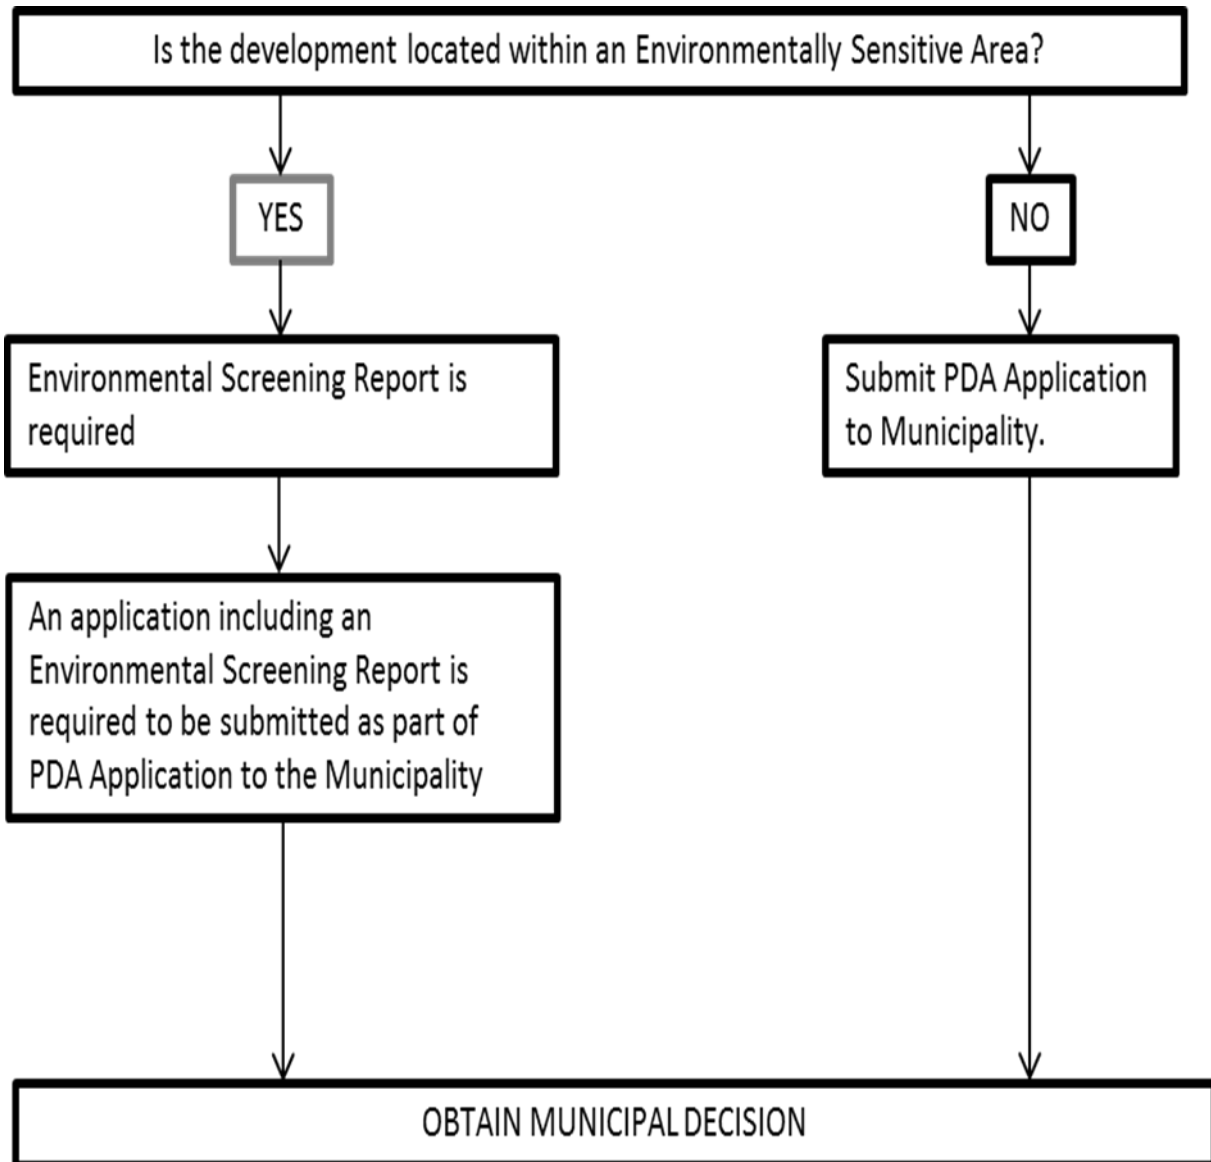 Is the development located within an Environmentally Sensitive Area?
YES
NO
Environmental Screening Report is
required
Submit PDA Application
to Municipality.
An application including an
Environmental Screening Report is
required to be submitted as part of
PDA Application to the Municipality
OBTAIN MUNICIPAL DECISION